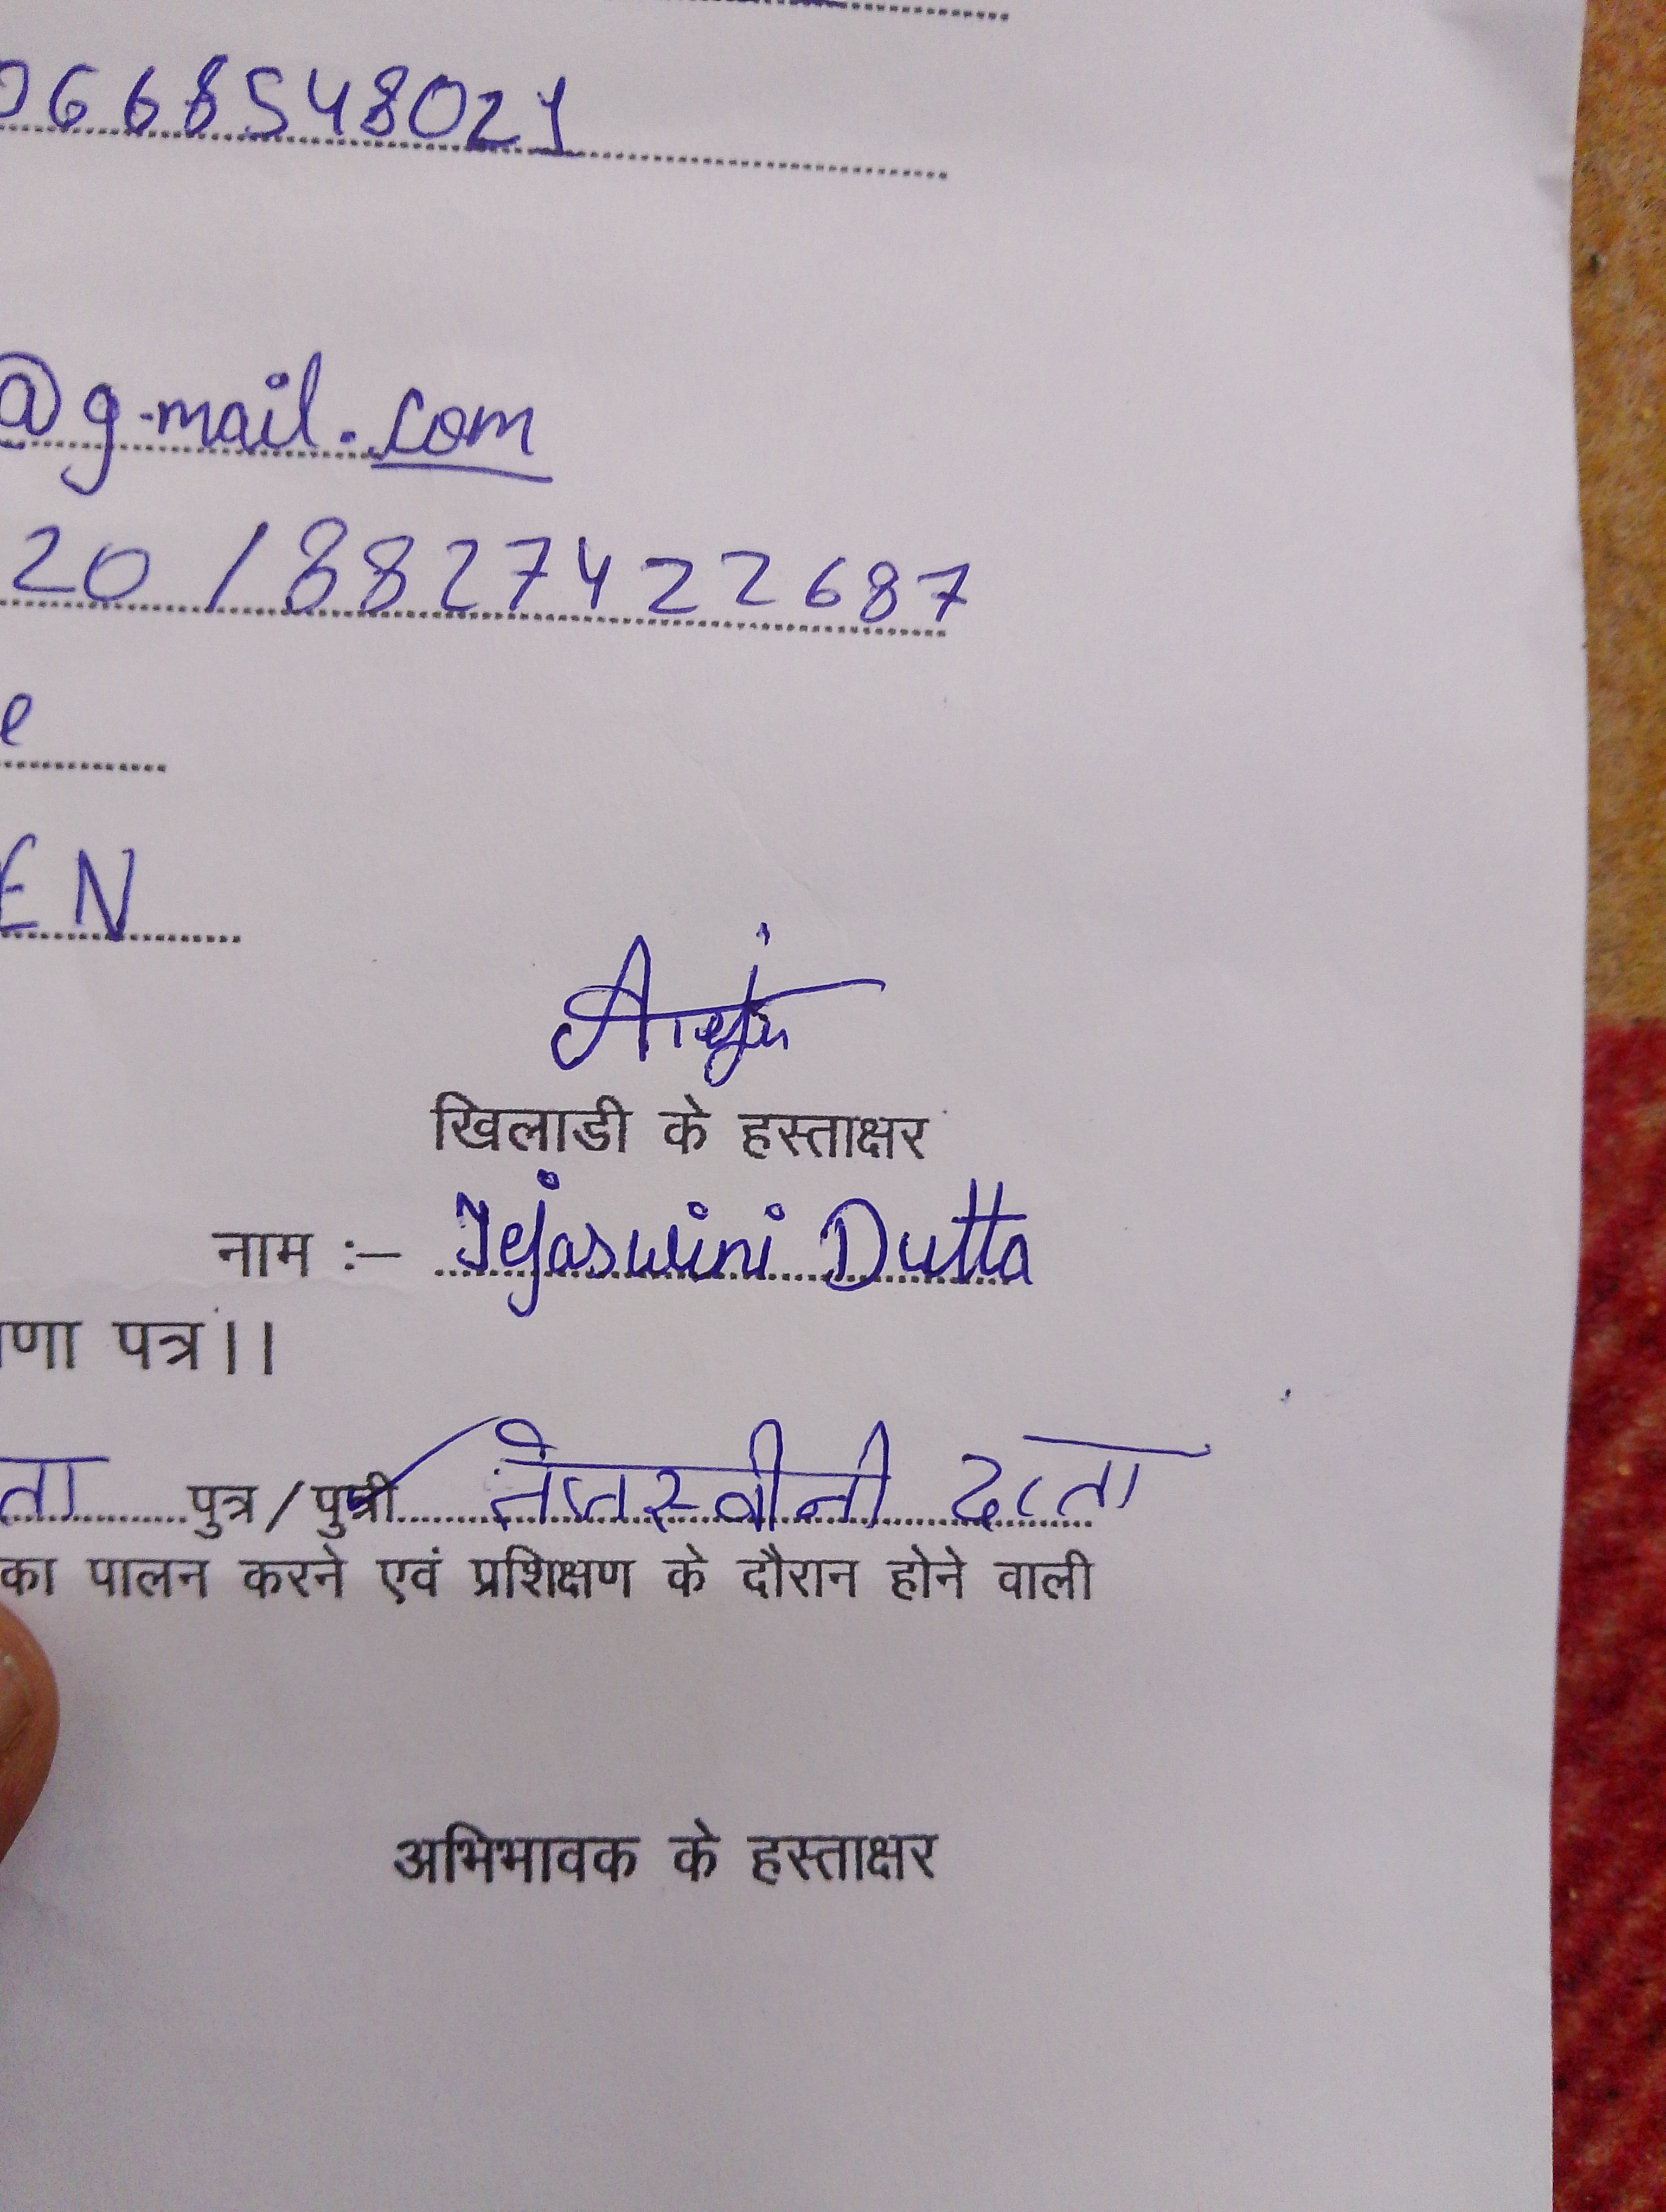 0668548021
@g-mail.com
20 / 8827422687
e
EN
खिलाडी के हस्ताक्षर
नाम :– Tejaswini Dutta
णा पत्र।।
ता पुत्र/पुत्री तेजस्वीनी दत्ता
का पालन करने एवं प्रशिक्षण के दौरान होने वाली
अभिभावक के हस्ताक्षर